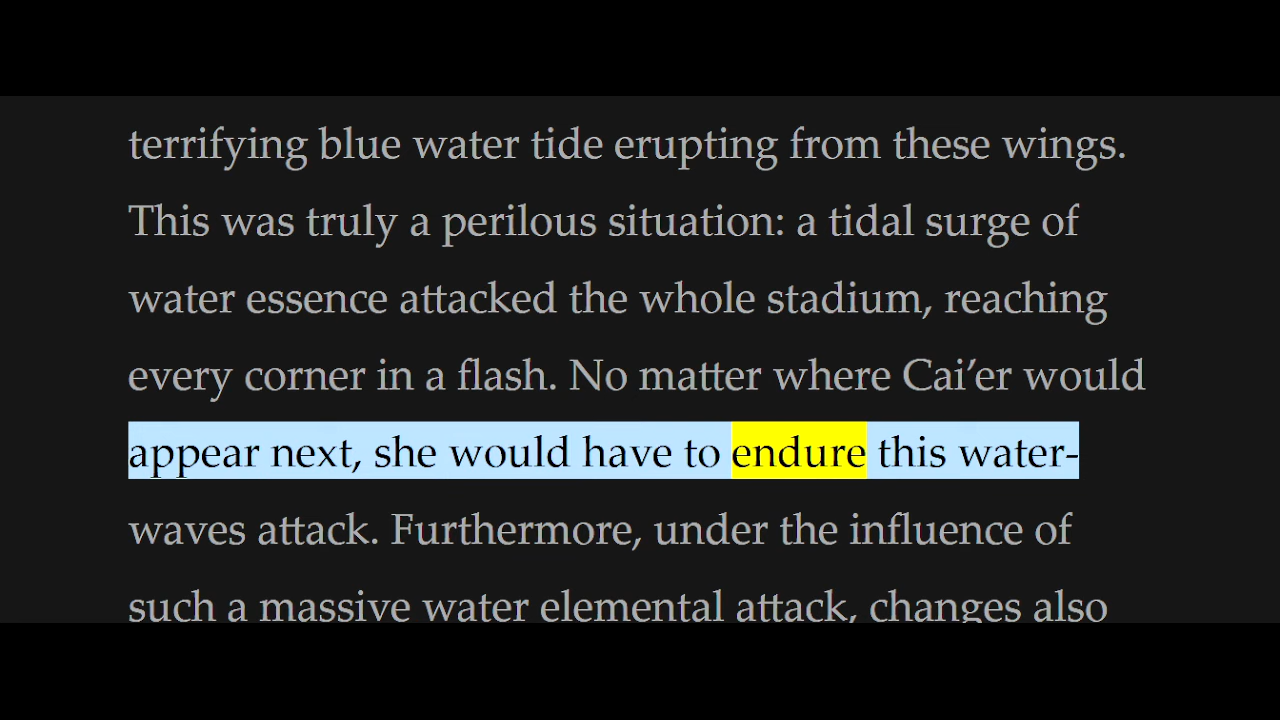 terrifying blue water tide erupting from these wings.
This was truly a perilous situation: a tidal surge of
water essence attacked the whole stadium, reaching
every corner in a flash. No matter where Cai’er would
appear next, she would have to endure this water-
waves attack. Furthermore, under the influence of
such a massive water elemental attack, changes also